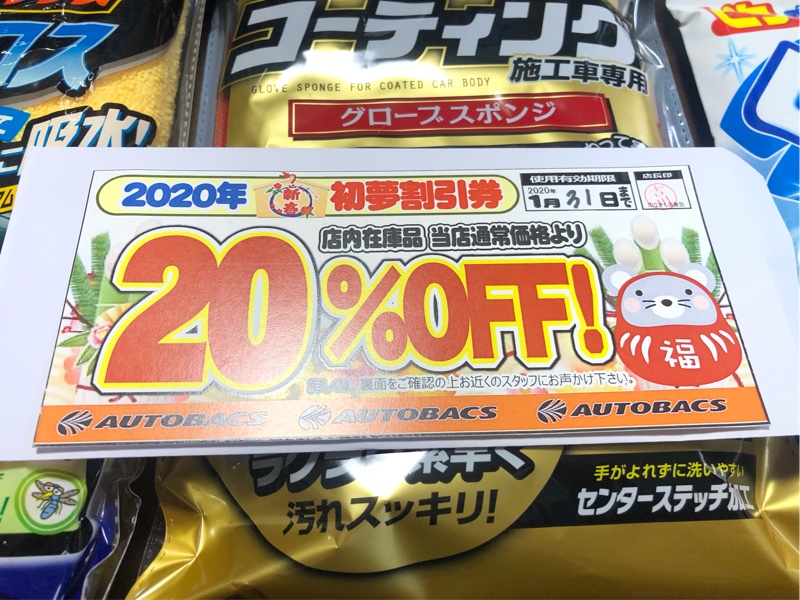 コーティング
施工車専用
GLOVE SPONGE FOR COATED CAR BODY
グローブスポンジ
ロス
吸水!
2020年
新春
初夢割引券
使用有効期限
2020年
1月31日まで
店長印
店内在庫品 当店通常価格より
20%OFF!
福
裏面をご確認の上お近くのスタッフにお声かけ下さい。
AUTOBACS
AUTOBACS
AUTOBACS
汚れスッキリ!
手がよれずに洗いやすい
センターステッチ加工